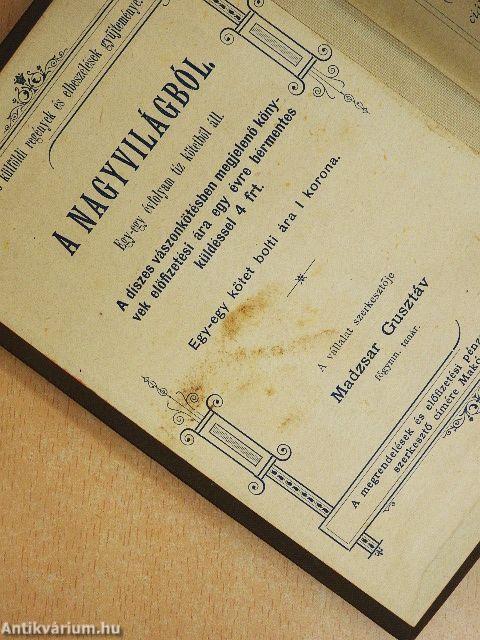 külföldi regények és elbeszélések gyűjteménye
A NAGYVILÁGBÓL.
Egy-egy évfolyam tíz kötetből áll.
A díszes vászonkötésben megjelenő köny-
vek előfizetési ára egy évre bérmentes
küldéssel 4 frt.
Egy-egy kötet bolti ára 1 korona.
A vállalat szerkesztője
Madzsar Gusztáv
főgymn. tanár.
A megrendelések és előfizetési Pénz
szerkesztő címére Makó
Antikvárium.hu